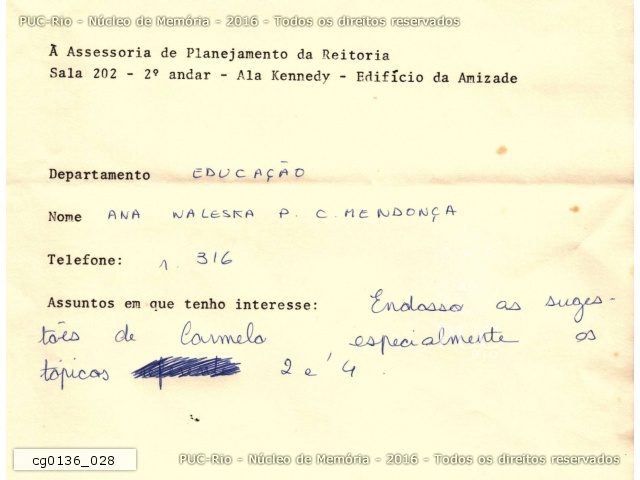 PUC-Rio - Núcleo de Memória - 2016 - Todos os direitos reservados
À Assessoria de Planejamento da Reitoria
Sala 202 - 2º andar - Ala Kennedy - Edifício da Amizade
Departamento EDUCAÇÃO
Nome ANA WALESKA P. C. MENDONÇA
Telefone: r. 316
Assuntos em que tenho interesse: Endosso as suges-
tões de Carmelo especialmente os
tópicos 2 e 4.
cg0136_028
PUC-Rio - Núcleo de Memória - 2016 - Todos os direitos reservados